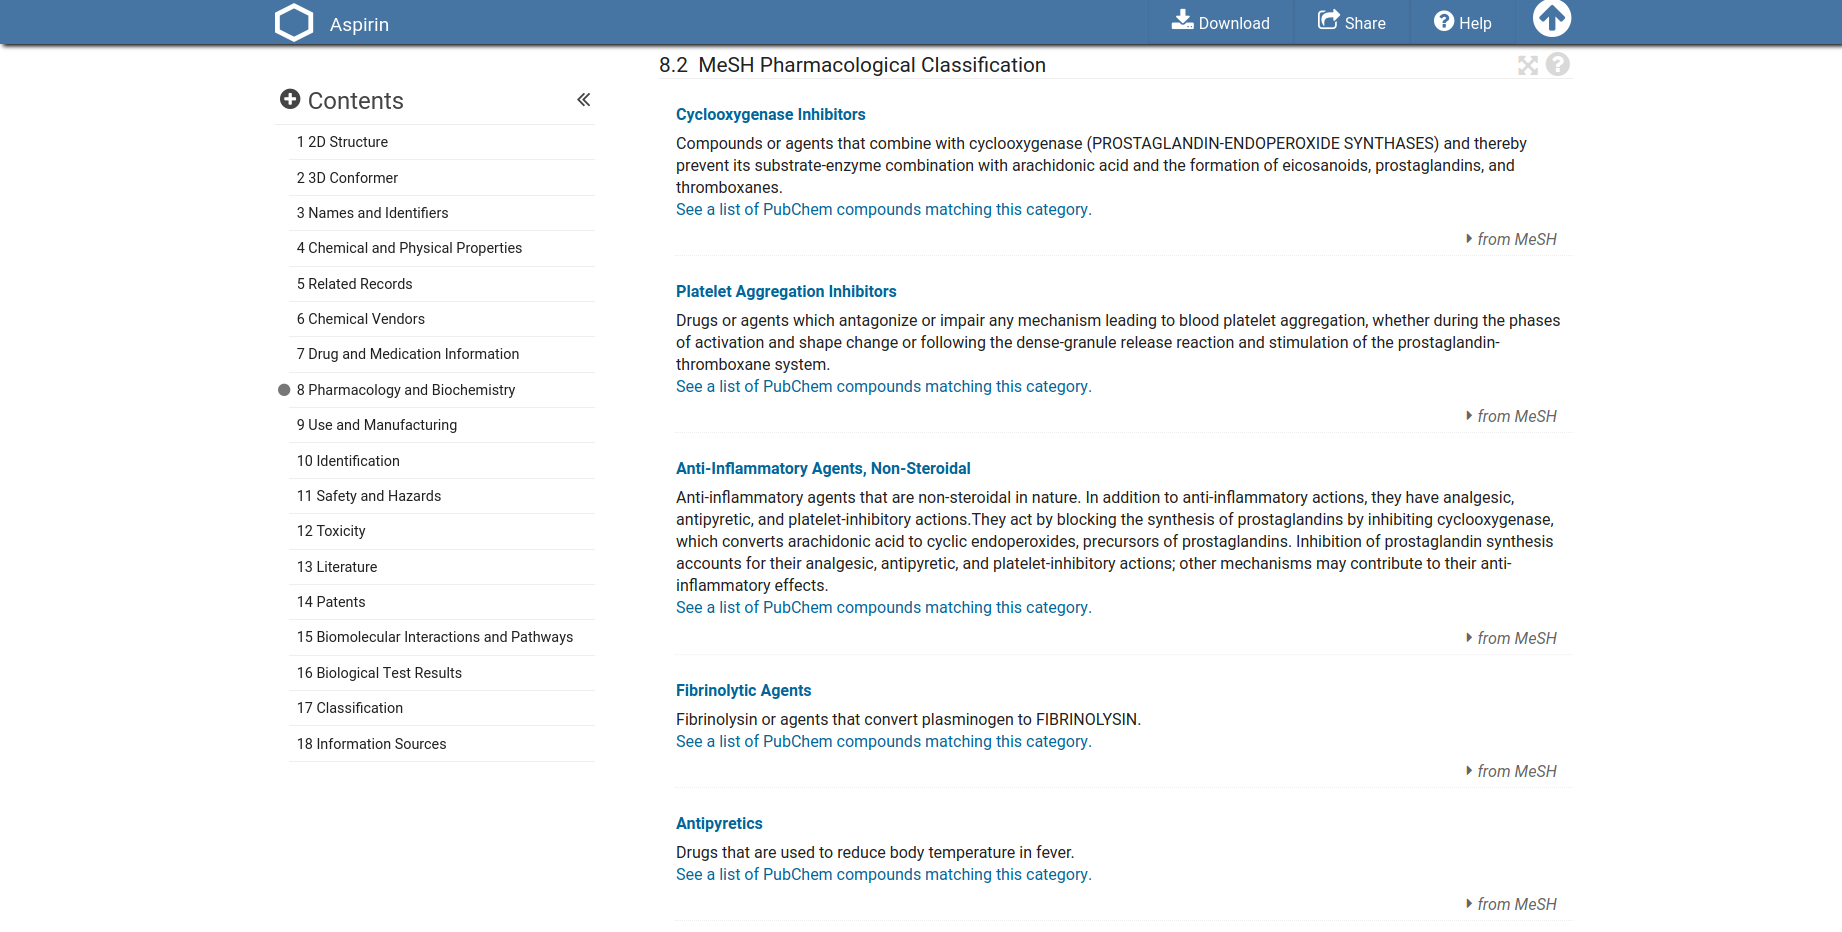 Aspirin
Download
Share
Help
Contents
1 2D Structure
2 3D Conformer
3 Names and Identifiers
4 Chemical and Physical Properties
5 Related Records
6 Chemical Vendors
7 Drug and Medication Information
8 Pharmacology and Biochemistry
9 Use and Manufacturing
10 Identification
11 Safety and Hazards
12 Toxicity
13 Literature
14 Patents
15 Biomolecular Interactions and Pathways
16 Biological Test Results
17 Classification
18 Information Sources
8.2 MeSH Pharmacological Classification
Cyclooxygenase Inhibitors
Compounds or agents that combine with cyclooxygenase (PROSTAGLANDIN-ENDOPEROXIDE SYNTHASES) and thereby
prevent its substrate-enzyme combination with arachidonic acid and the formation of eicosanoids, prostaglandins, and
thromboxanes.
See a list of PubChem compounds matching this category.
from MeSH
Platelet Aggregation Inhibitors
Drugs or agents which antagonize or impair any mechanism leading to blood platelet aggregation, whether during the phases
of activation and shape change or following the dense-granule release reaction and stimulation of the prostaglandin-
thromboxane system.
See a list of PubChem compounds matching this category.
from MeSH
Anti-Inflammatory Agents, Non-Steroidal
Anti-inflammatory agents that are non-steroidal in nature. In addition to anti-inflammatory actions, they have analgesic,
antipyretic, and platelet-inhibitory actions.They act by blocking the synthesis of prostaglandins by inhibiting cyclooxygenase,
which converts arachidonic acid to cyclic endoperoxides, precursors of prostaglandins. Inhibition of prostaglandin synthesis
accounts for their analgesic, antipyretic, and platelet-inhibitory actions; other mechanisms may contribute to their anti-
inflammatory effects.
See a list of PubChem compounds matching this category.
from MeSH
Fibrinolytic Agents
Fibrinolysin or agents that convert plasminogen to FIBRINOLYSIN.
See a list of PubChem compounds matching this category.
from MeSH
Antipyretics
Drugs that are used to reduce body temperature in fever.
See a list of PubChem compounds matching this category.
from MeSH